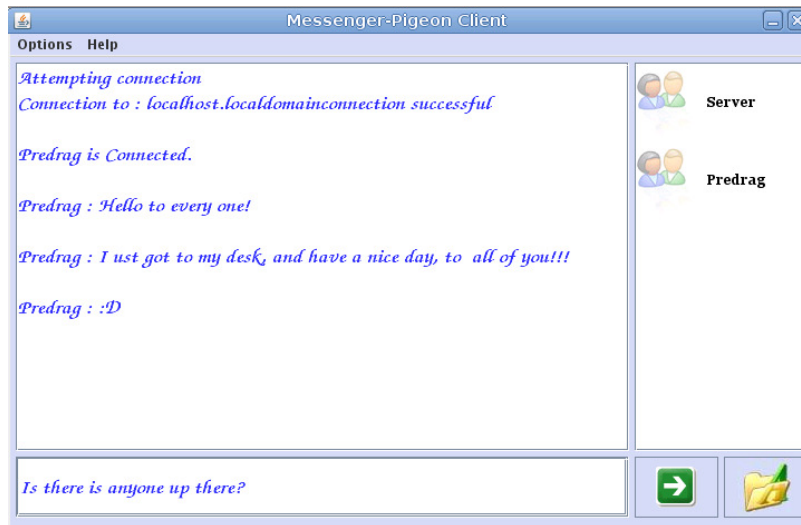 Messenger-Pigeon Client
Options Help
Attempting connection
Connection to : localhost.localdomainconnection successful
Predrag is Connected.
Predrag : Hello to every one!
Predrag : I ust got to my desk, and have a nice day, to all of you!!!
Predrag : :D
Server
Predrag
Is there is anyone up there?